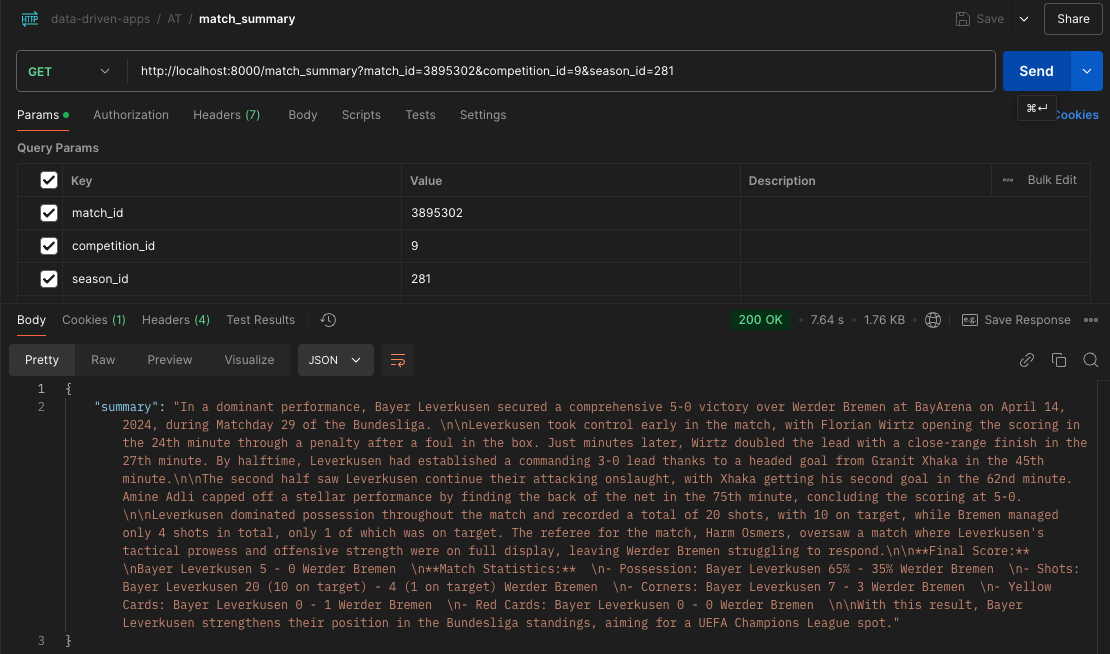 HTTP data-driven-apps / AT / match_summary Save Share
GET http://localhost:8000/match_summary?match_id=3895302&competition_id=9&season_id=281 Send
Params Authorization Headers (7) Body Scripts Tests Settings ⌘↵ Cookies
Query Params
Key Value Description Bulk Edit
match_id 3895302
competition_id 9
season_id 281
Body Cookies (1) Headers (4) Test Results 200 OK 7.64 s 1.76 KB e.g. Save Response
Pretty Raw Preview Visualize JSON
1 {
2 "summary": "In a dominant performance, Bayer Leverkusen secured a comprehensive 5-0 victory over Werder Bremen at BayArena on April 14,
2024, during Matchday 29 of the Bundesliga. \n\nLeverkusen took control early in the match, with Florian Wirtz opening the scoring in
the 24th minute through a penalty after a foul in the box. Just minutes later, Wirtz doubled the lead with a close-range finish in the
27th minute. By halftime, Leverkusen had established a commanding 3-0 lead thanks to a headed goal from Granit Xhaka in the 45th
minute.\n\nThe second half saw Leverkusen continue their attacking onslaught, with Xhaka getting his second goal in the 62nd minute.
Amine Adli capped off a stellar performance by finding the back of the net in the 75th minute, concluding the scoring at 5-0.
\n\nLeverkusen dominated possession throughout the match and recorded a total of 20 shots, with 10 on target, while Bremen managed
only 4 shots in total, only 1 of which was on target. The referee for the match, Harm Osmers, oversaw a match where Leverkusen's
tactical prowess and offensive strength were on full display, leaving Werder Bremen struggling to respond.\n\n**Final Score:**
\nBayer Leverkusen 5 - 0 Werder Bremen  \n**Match Statistics:**  \n- Possession: Bayer Leverkusen 65% - 35% Werder Bremen  \n- Shots:
Bayer Leverkusen 20 (10 on target) - 4 (1 on target) Werder Bremen  \n- Corners: Bayer Leverkusen 7 - 3 Werder Bremen  \n- Yellow
Cards: Bayer Leverkusen 0 - 1 Werder Bremen  \n- Red Cards: Bayer Leverkusen 0 - 0 Werder Bremen  \n\nWith this result, Bayer
Leverkusen strengthens their position in the Bundesliga standings, aiming for a UEFA Champions League spot."
3 }